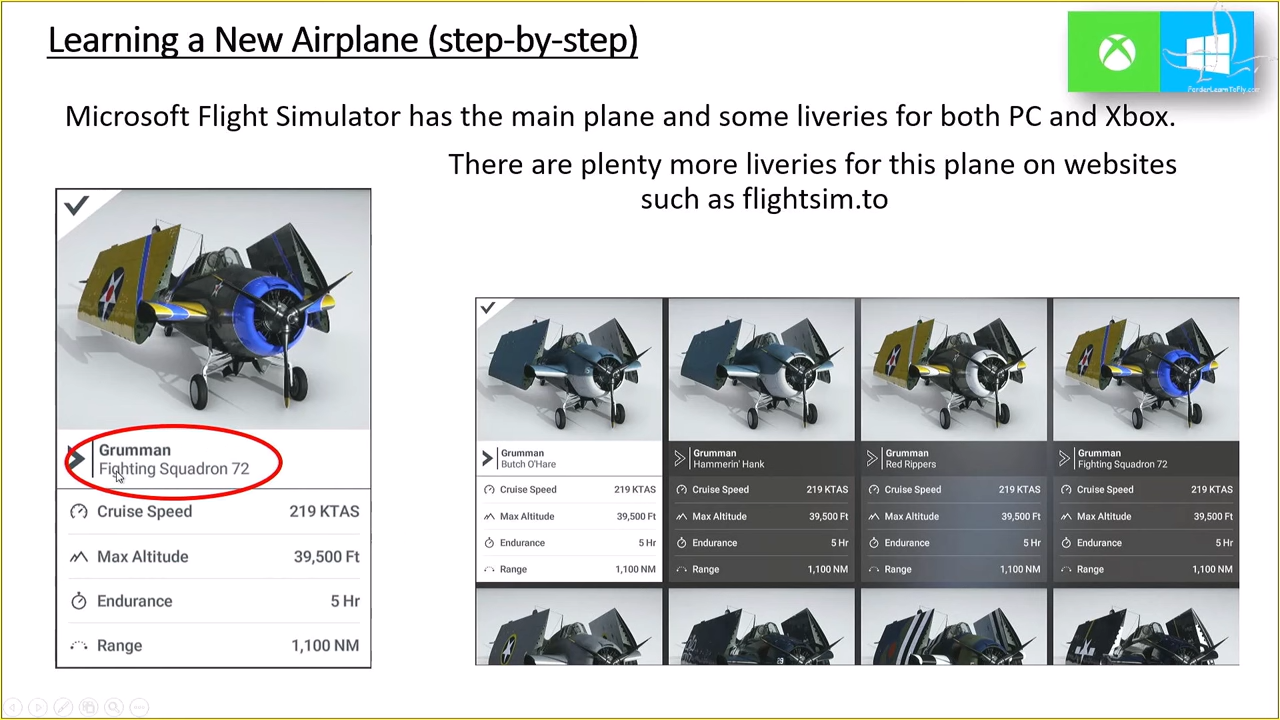 Learning a New Airplane (step-by-step)
PonderLearnToFly.com
Microsoft Flight Simulator has the main plane and some liveries for both PC and Xbox.
There are plenty more liveries for this plane on websites
such as flightsim.to
Grumman
Fighting Squadron 72
Cruise Speed 219 KTAS
Max Altitude 39,500 Ft
Endurance 5 Hr
Range 1,100 NM
Grumman
Butch O'Hare
Cruise Speed 219 KTAS
Max Altitude 39,500 Ft
Endurance 5 Hr
Range 1,100 NM
Grumman
Hammerin' Hank
Cruise Speed 219 KTAS
Max Altitude 39,500 Ft
Endurance 5 Hr
Range 1,100 NM
Grumman
Red Rippers
Cruise Speed 219 KTAS
Max Altitude 39,500 Ft
Endurance 5 Hr
Range 1,100 NM
Grumman
Fighting Squadron 72
Cruise Speed 219 KTAS
Max Altitude 39,500 Ft
Endurance 5 Hr
Range 1,100 NM